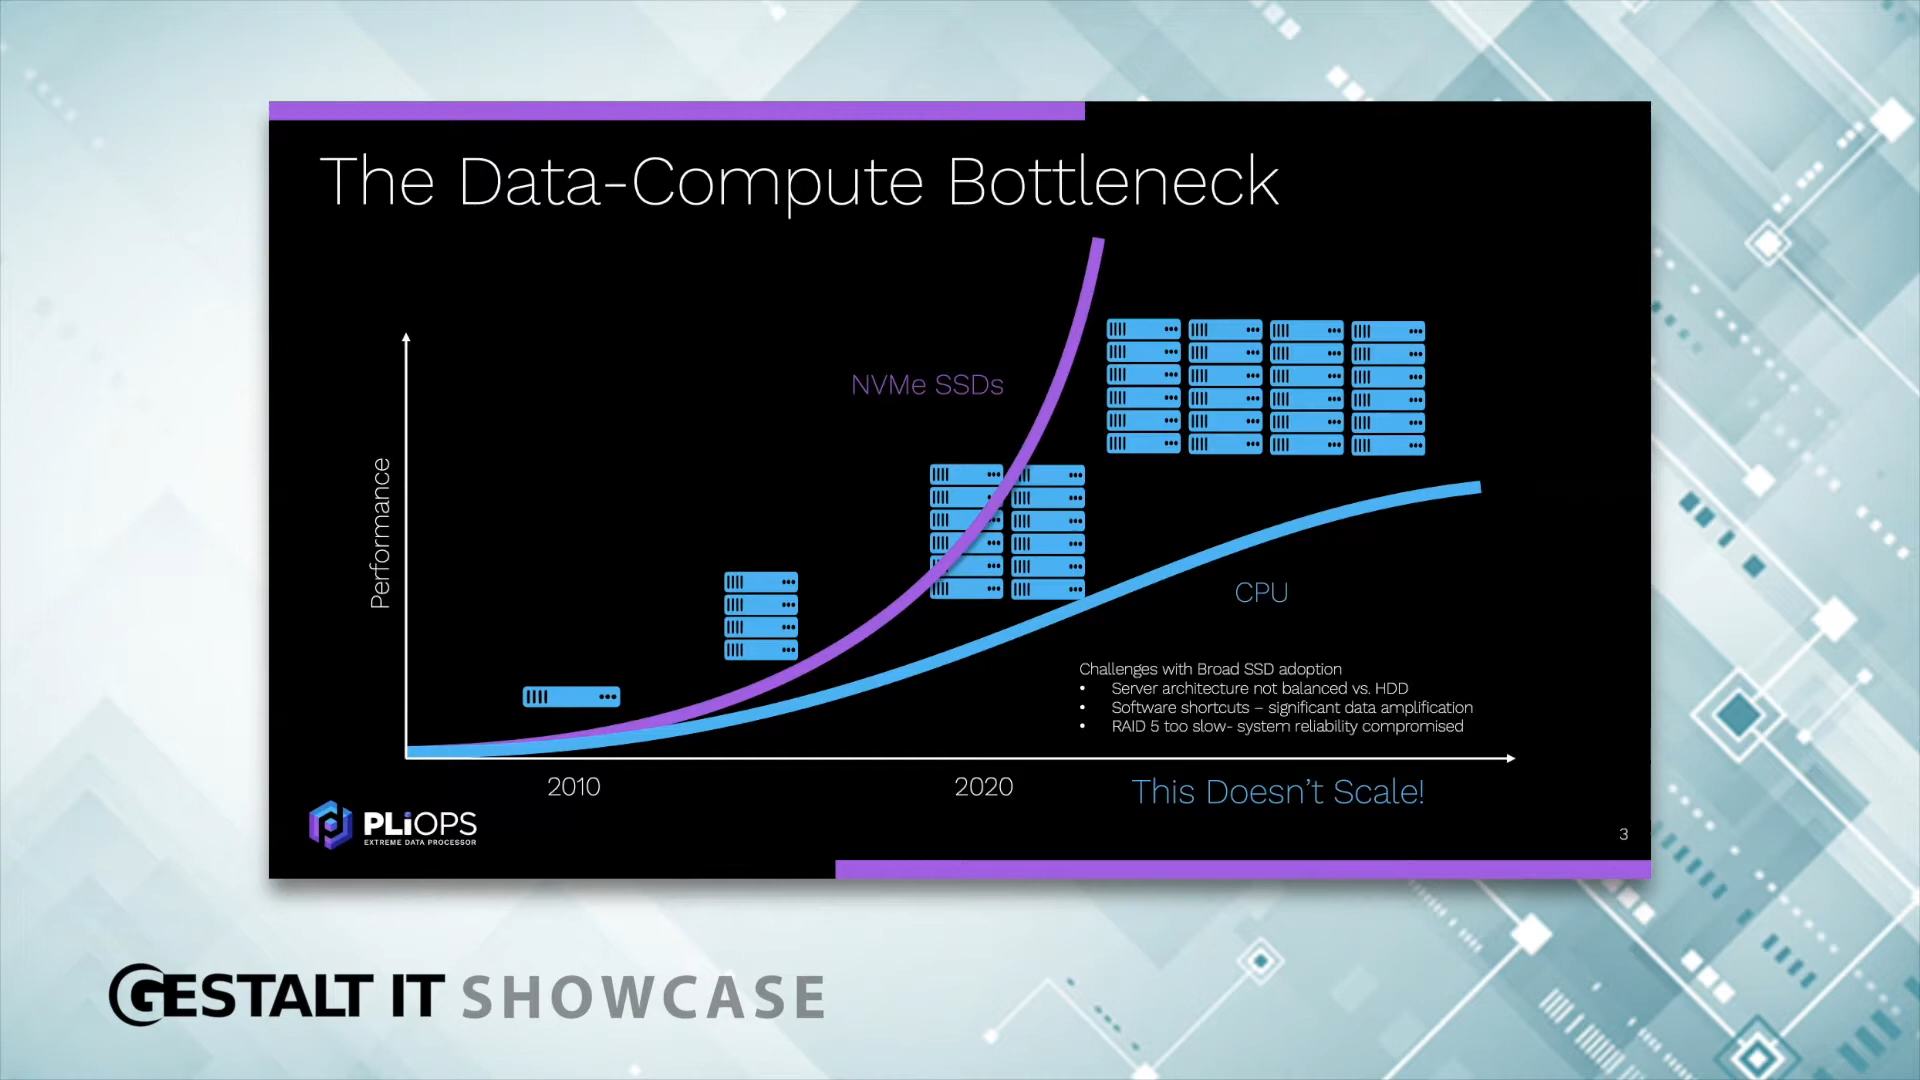 The Data-Compute Bottleneck
NVMe SSDs
Performance
CPU
Challenges with Broad SSD adoption
• Server architecture not balanced vs. HDD
• Software shortcuts – significant data amplification
• RAID 5 too slow- system reliability compromised
2010
2020
This Doesn't Scale!
PLiOPS
EXTREME DATA PROCESSOR
3
GESTALT IT SHOWCASE